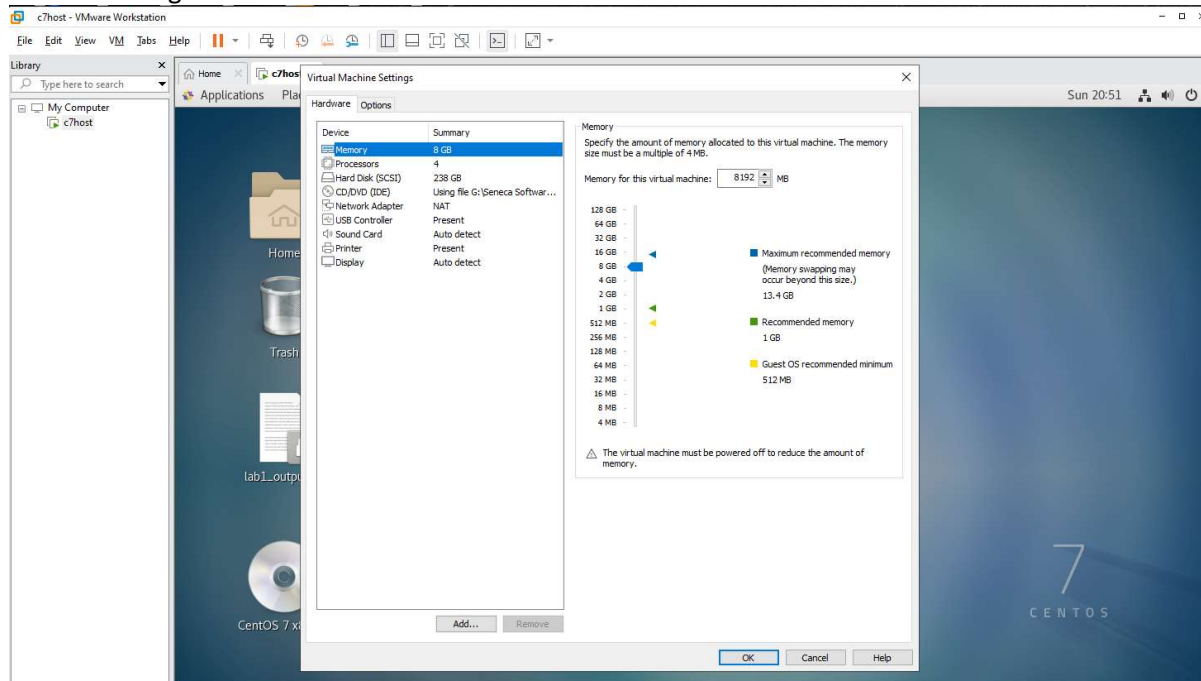 c7host - VMware Workstation
File Edit View VM Tabs Help
Library
Type here to search
My Computer
c7host
Home
Applications
Sun 20:51
Home
Trash
CentOS 7
7
CENTOS
Virtual Machine Settings
Hardware Options
Device Summary
Memory 8 GB
Processors 4
Hard Disk (SCSI) 238 GB
CD/DVD (IDE) Using file G:\Seneca Softwar...
Network Adapter NAT
USB Controller Present
Sound Card Auto detect
Printer Present
Display Auto detect
Add... Remove
Memory
Specify the amount of memory allocated to this virtual machine. The memory
size must be a multiple of 4 MB.
Memory for this virtual machine: 8192 MB
128 GB
64 GB
32 GB
16 GB
8 GB
4 GB
2 GB
1 GB
512 MB
256 MB
128 MB
64 MB
32 MB
16 MB
8 MB
4 MB
Maximum recommended memory
(Memory swapping may
occur beyond this size.)
13.4 GB
Recommended memory
1 GB
Guest OS recommended minimum
512 MB
The virtual machine must be powered off to reduce the amount of
memory.
OK Cancel Help